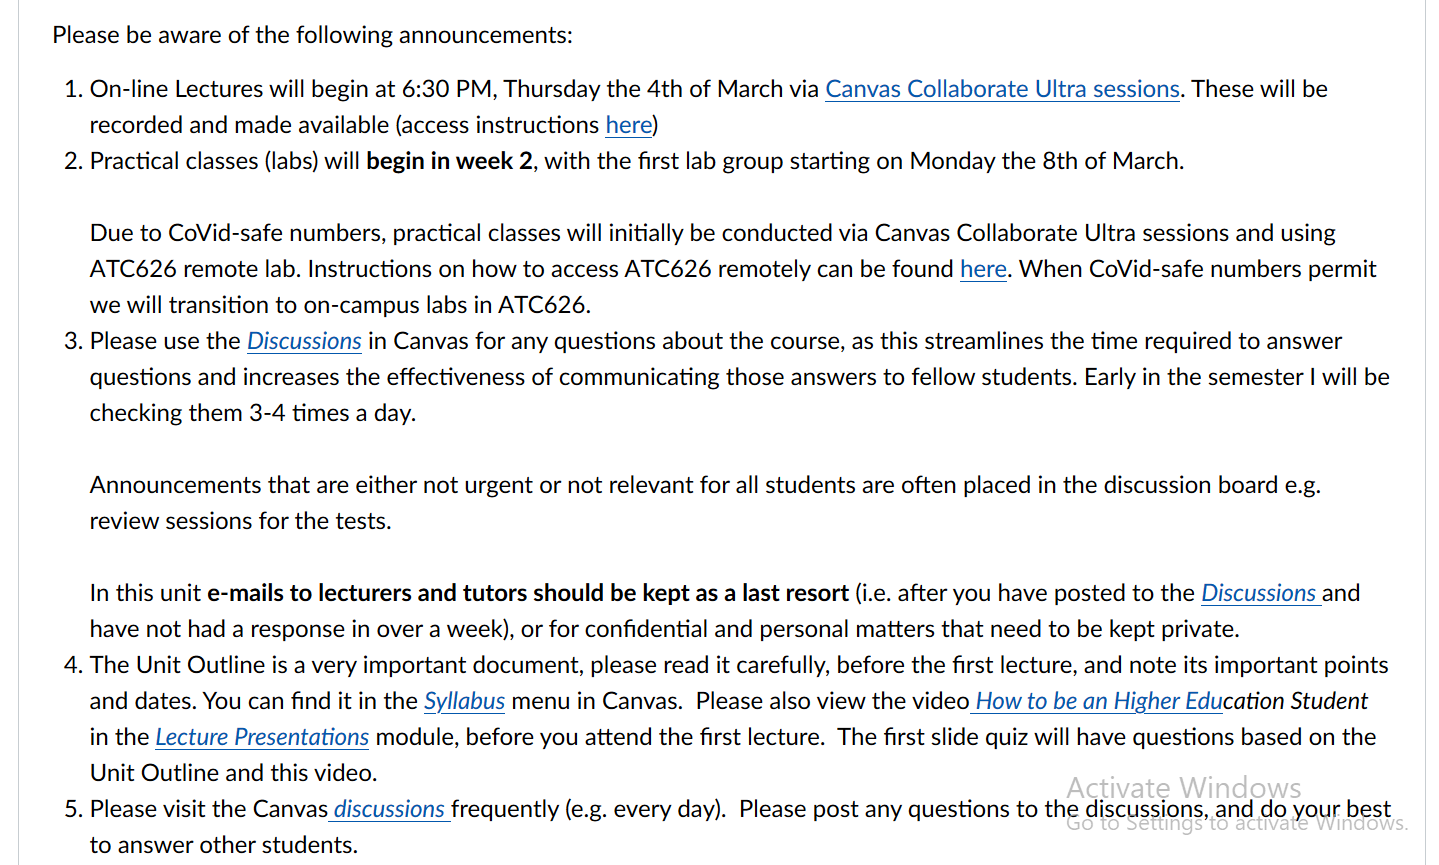 Please be aware of the following announcements:
1. On-line Lectures will begin at 6:30 PM, Thursday the 4th of March via Canvas Collaborate Ultra sessions. These will be
recorded and made available (access instructions here)
2. Practical classes (labs) will begin in week 2, with the first lab group starting on Monday the 8th of March.
Due to CoVid-safe numbers, practical classes will initially be conducted via Canvas Collaborate Ultra sessions and using
ATC626 remote lab. Instructions on how to access ATC626 remotely can be found here. When CoVid-safe numbers permit
we will transition to on-campus labs in ATC626.
3. Please use the Discussions in Canvas for any questions about the course, as this streamlines the time required to answer
questions and increases the effectiveness of communicating those answers to fellow students. Early in the semester I will be
checking them 3-4 times a day.
Announcements that are either not urgent or not relevant for all students are often placed in the discussion board e.g.
review sessions for the tests.
In this unit e-mails to lecturers and tutors should be kept as a last resort (i.e. after you have posted to the Discussions and
have not had a response in over a week), or for confidential and personal matters that need to be kept private.
4. The Unit Outline is a very important document, please read it carefully, before the first lecture, and note its important points
and dates. You can find it in the Syllabus menu in Canvas. Please also view the video How to be an Higher Education Student
in the Lecture Presentations module, before you attend the first lecture. The first slide quiz will have questions based on the
Unit Outline and this video.
Activate Windows
5. Please visit the Canvas discussions frequently (e.g. every day). Please post any questions to the discussions, and do your best
Go to Settings to activate Windows.
to answer other students.